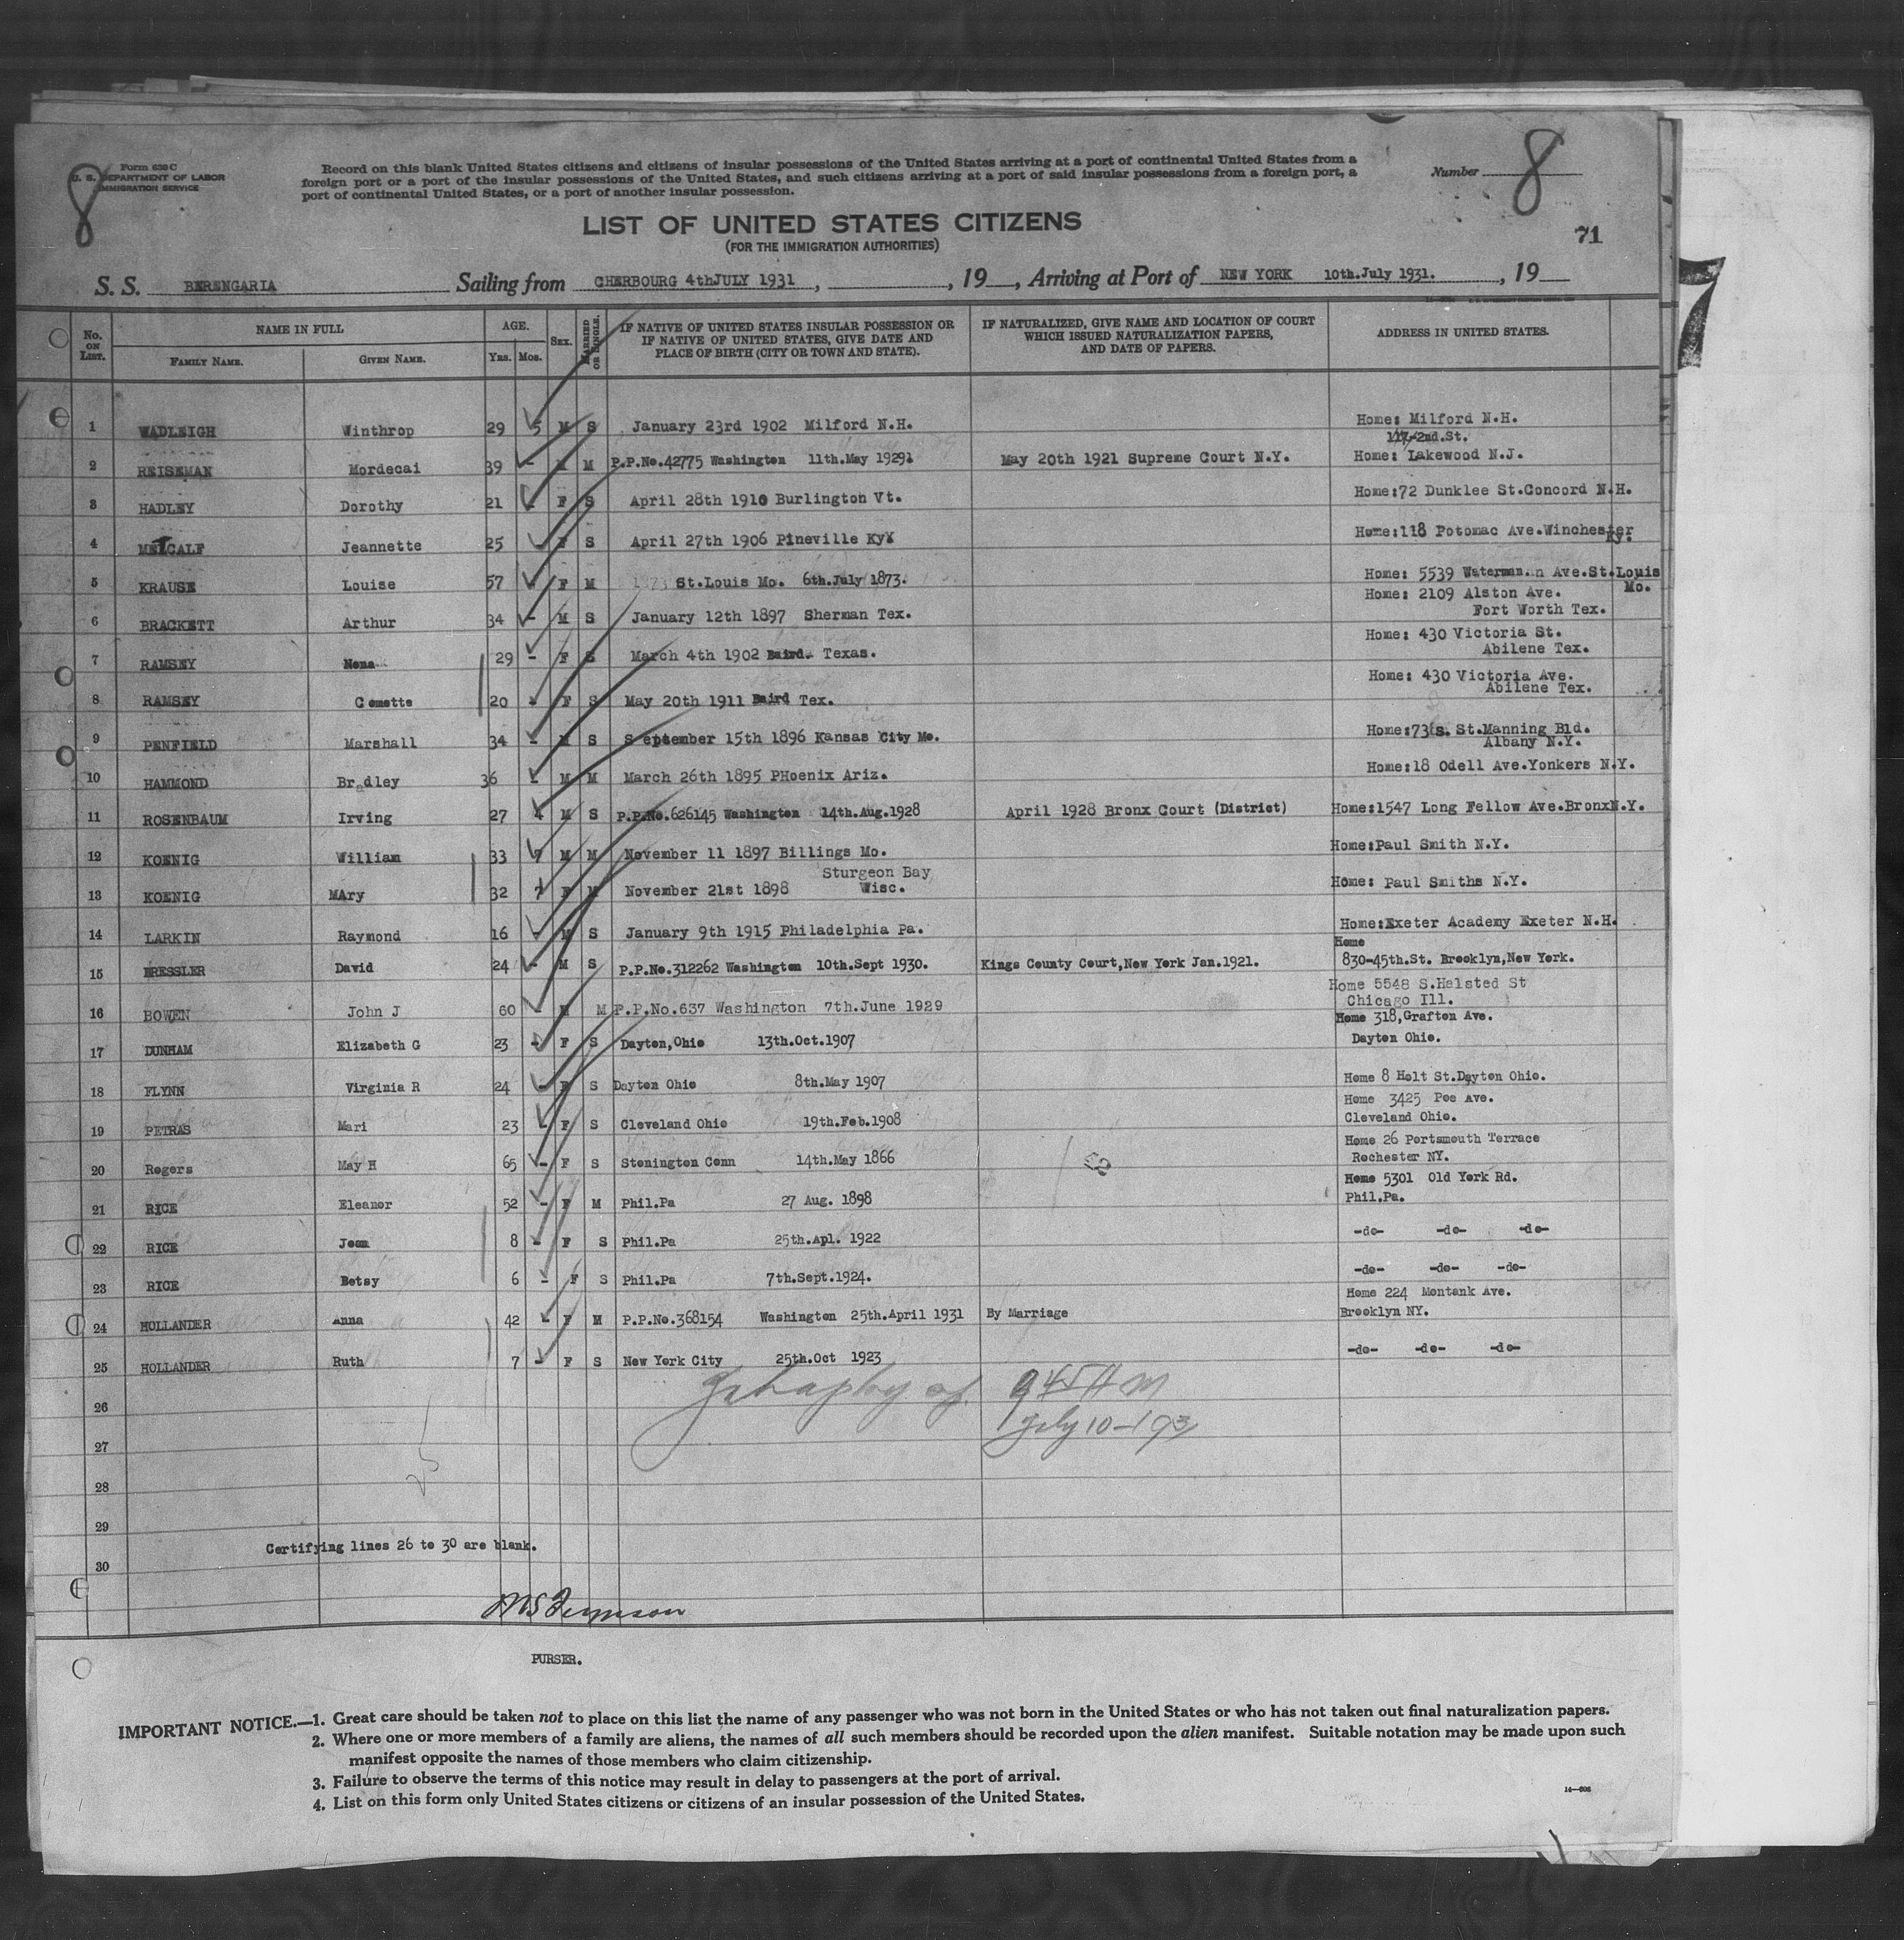 Form 630 C
U. S. DEPARTMENT OF LABOR
IMMIGRATION SERVICE
8
Record on this blank United States citizens and citizens of insular possessions of the United States arriving at a port of continental United States from a
foreign port or a port of the insular possessions of the United States, and such citizens arriving at a port of said insular possessions from a foreign port, a
port of continental United States, or a port of another insular possession.
Number 8
LIST OF UNITED STATES CITIZENS
(FOR THE IMMIGRATION AUTHORITIES)
71
7
S. S. BERENGARIA Sailing from CHERBOURG 4thJULY 1931, , 19 , Arriving at Port of NEW YORK 10th.July 1931. , 19
No. ON LIST. NAME IN FULL FAMILY NAME. GIVEN NAME. AGE. YRS. MOS. SEX. MARRIED OR SINGLE. IF NATIVE OF UNITED STATES INSULAR POSSESSION OR IF NATIVE OF UNITED STATES, GIVE DATE AND PLACE OF BIRTH (CITY OR TOWN AND STATE). IF NATURALIZED, GIVE NAME AND LOCATION OF COURT WHICH ISSUED NATURALIZATION PAPERS, AND DATE OF PAPERS. ADDRESS IN UNITED STATES.
1 WADLEIGH Winthrop 29 5 M S January 23rd 1902 Milford N.H. Home: Milford N.H.
117-2nd.St.
2 REISEMAN Mordecai 39 - M M P.P.No.42775 Washington 11th.May 1929 May 20th 1921 Supreme Court N.Y. Home: Lakewood N.J.
3 HADLEY Dorothy 21 - F S April 28th 1910 Burlington Vt. Home:72 Dunklee St.Concord N.H.
4 METCALF Jeannette 25 - F S April 27th 1906 Pineville Ky Home:118 Potomac Ave.Winchester
Ky.
5 KRAUSE Louise 57 - F M St.Louis Mo. 6th.July 1873. Home: 5539 Waterman Ave.St.Louis
Mo.
6 BRACKETT Arthur 34 - M S January 12th 1897 Sherman Tex. Home: 2109 Alston Ave.
Fort Worth Tex.
7 RAMSEY Nona 29 - F S March 4th 1902 Baird. Texas. Home: 430 Victoria St.
Abilene Tex.
8 RAMSEY Comette 20 - F S May 20th 1911 Baird Tex. Home: 430 Victoria Ave.
Abilene Tex.
9 PENFIELD Marshall 34 - M S September 15th 1896 Kansas City Mo. Home:73 s. St.Manning Bld.
Albany N.Y.
10 HAMMOND Bradley 36 - M M March 26th 1895 PHoenix Ariz. Home:18 Odell Ave.Yonkers N.Y.
11 ROSENBAUM Irving 27 4 M S P.P.No.626145 Washington 14th.Aug.1928 April 1928 Bronx Court (District) Home:1547 Long Fellow Ave.BronxN.Y.
12 KOENIG William 33 7 M M November 11 1897 Billings Mo. Home:Paul Smith N.Y.
13 KOENIG MAry 32 7 F M November 21st 1898 Sturgeon Bay
Wisc. Home: Paul Smiths N.Y.
14 LARKIN Raymond 16 - M S January 9th 1915 Philadelphia Pa. Home:Exeter Academy Exeter N.H.
15 BRESSLER David 24 - M S P.P.No.312262 Washington 10th.Sept 1930. Kings County Court,New York Jan.1921. Home
830-45th.St. Brooklyn,New York.
16 BOWEN John J 60 - M M P.P.No.637 Washington 7th.June 1929 Home 5548 S.Halsted St
Chicago Ill.
17 DUNHAM Elizabeth G 23 - F S Dayton,Ohio 13th.Oct.1907 Home 318,Grafton Ave.
Dayton Ohio.
18 FLYNN Virginia R 24 - F S Dayton Ohio 8th.May 1907 Home 8 Holt St.Dayton Ohio.
19 PETRAS Mari 23 - F S Cleveland Ohio 19th.Feb.1908 Home 3425 Poe Ave.
Cleveland Ohio.
20 Rogers May H 65 - F S Stonington Conn 14th.May 1866 Home 26 Portsmouth Terrace
Rochester NY.
21 RICE Eleanor 52 - F M Phil.Pa 27 Aug. 1898 Home 5301 Old York Rd.
Phil.Pa.
22 RICE Jean 8 - F S Phil.Pa 25th.Apl. 1922 -do- -do- -do-
23 RICE Betsy 6 - F S Phil.Pa 7th.Sept.1924. -do- -do- -do-
24 HOLLANDER Anna 42 - F M P.P.No.368154 Washington 25th.April 1931 By Marriage Home 224 Montauk Ave.
Brooklyn NY.
25 HOLLANDER Ruth 7 - F S New York City 25th.Oct 1923 -do- -do- -do-
26 9 45 AM
27 July 10-193
28 25
29
Certifying lines 26 to 30 are blank.
30
PURSER.
IMPORTANT NOTICE.—1. Great care should be taken not to place on this list the name of any passenger who was not born in the United States or who has not taken out final naturalization papers.
2. Where one or more members of a family are aliens, the names of all such members should be recorded upon the alien manifest. Suitable notation may be made upon such
manifest opposite the names of those members who claim citizenship.
3. Failure to observe the terms of this notice may result in delay to passengers at the port of arrival.
4. List on this form only United States citizens or citizens of an insular possession of the United States.